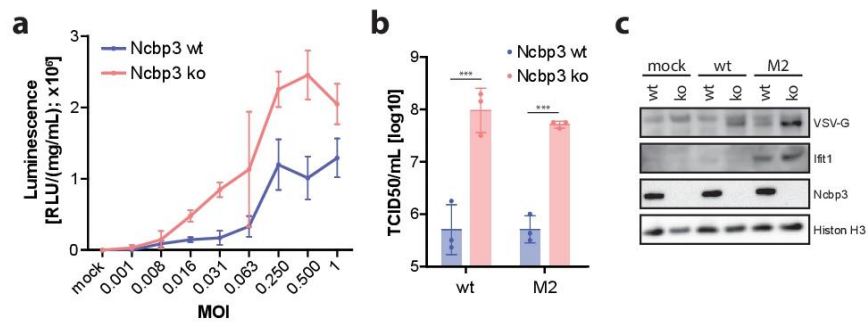 a
Luminescence
[RLU/(mg/mL); x10⁶]
3
2
1
0
Ncbp3 wt
Ncbp3 ko
mock
0.001
0.008
0.016
0.031
0.063
0.250
0.500
1
MOI
b
TCID50/mL [log10]
9
8
7
6
5
Ncbp3 wt
Ncbp3 ko
***
***
wt
M2
c
mock wt M2
wt ko wt ko wt ko
VSV-G
Ifit1
Ncbp3
Histon H3